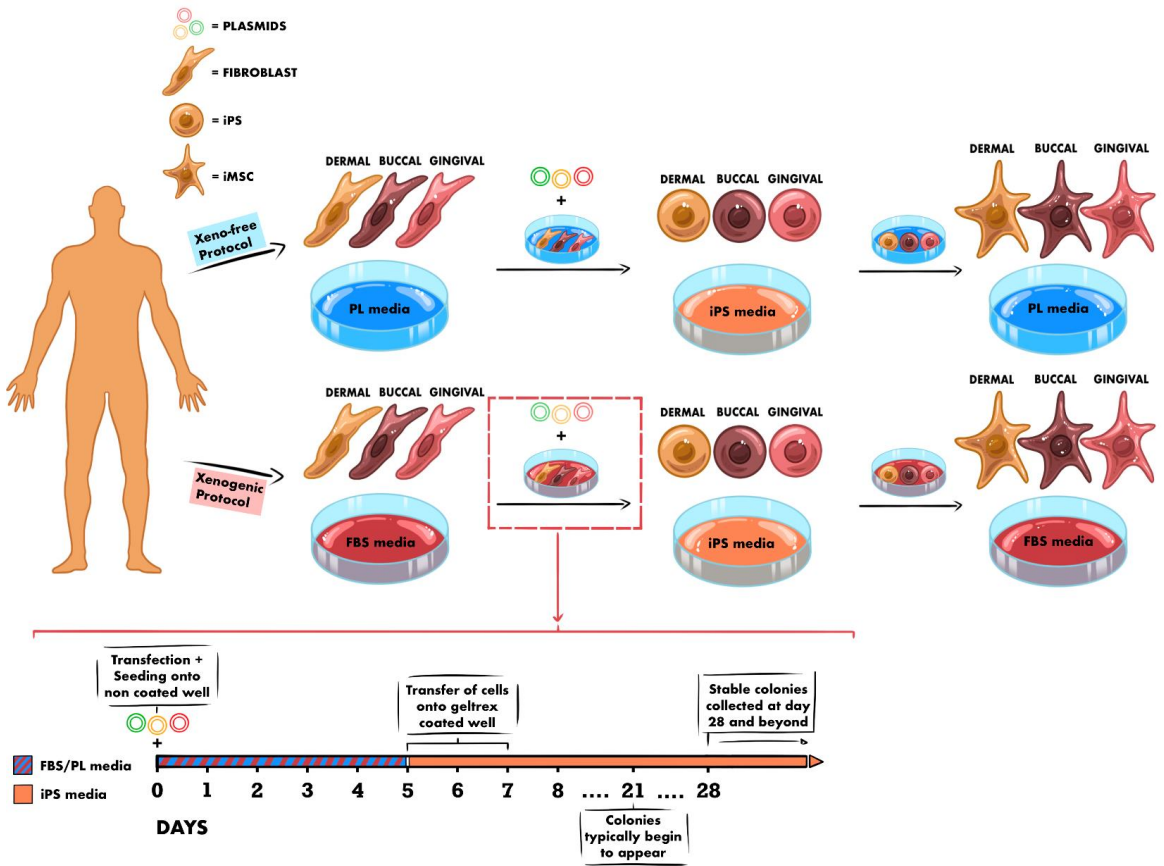 = PLASMIDS
= FIBROBLAST
= iPS
= iMSC
Xeno-free
Protocol
DERMAL BUCCAL GINGIVAL
+
DERMAL BUCCAL GINGIVAL
DERMAL BUCCAL GINGIVAL
PL media
iPS media
PL media
Xenogenic
Protocol
DERMAL BUCCAL GINGIVAL
+
DERMAL BUCCAL GINGIVAL
DERMAL BUCCAL GINGIVAL
FBS media
iPS media
FBS media
Transfection +
Seeding onto
non coated well
+
Transfer of cells
onto geltrex
coated well
Stable colonies
collected at day
28 and beyond
FBS/PL media
iPS media
0 1 2 3 4 5 6 7 8 .... 21 .... 28
DAYS
Colonies
typically begin
to appear